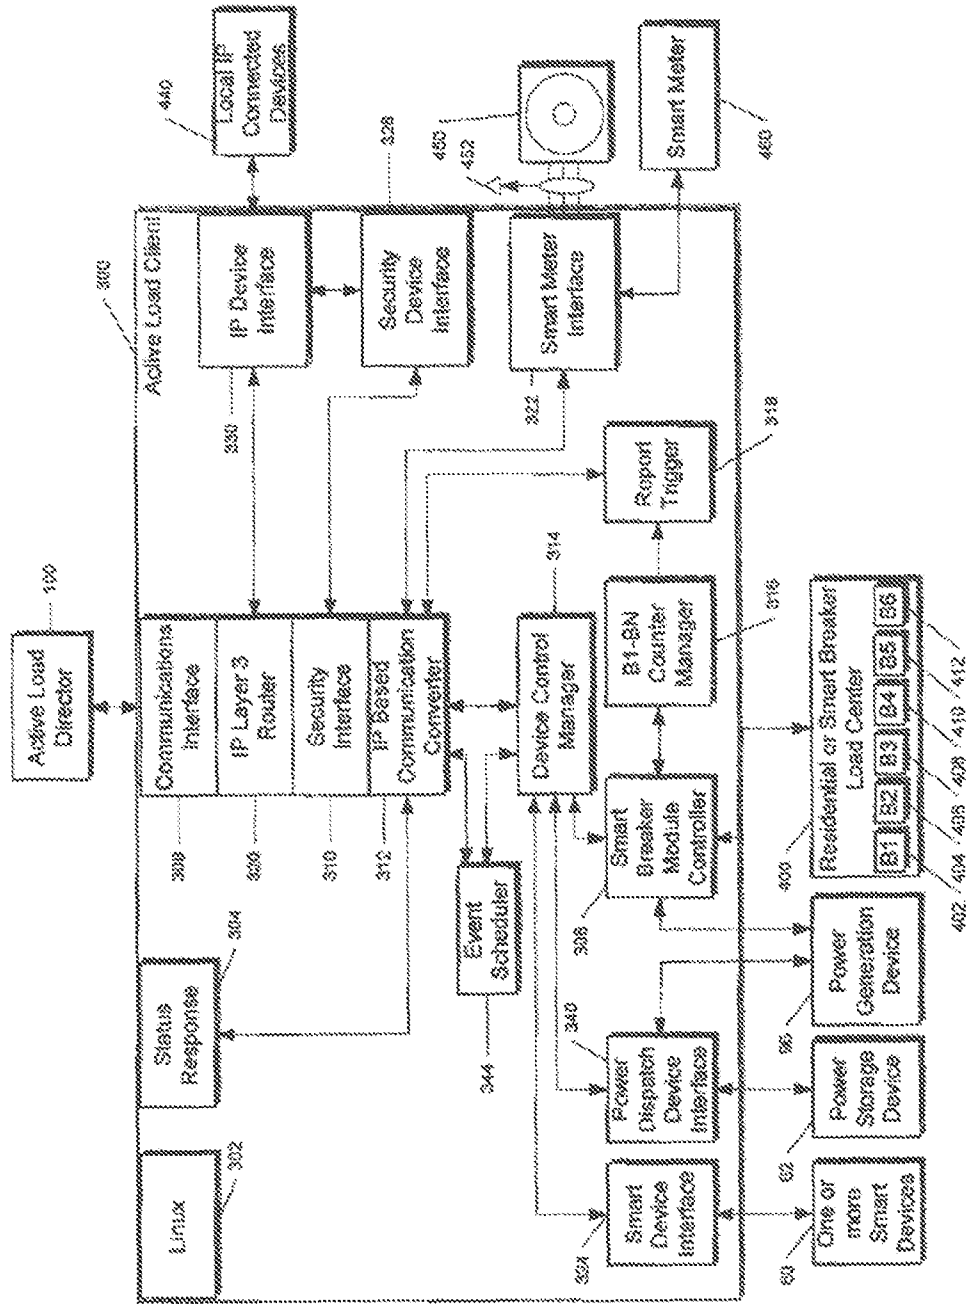 Active Load
Director
100
Linux
302
Status
Response
304
Communications
Interface
308
IP Layer 3
Router
Security
Interface
310
IP based
Communication
Converter
312
Active Load Client
300
IP Device
Interface
330
Local IP
Connected
Devices
440
Security
Device
Interface
328
Event
Scheduler
344
Device Control
Manager
314
Smart Meter
Interface
322
450
452
Smart Meter
460
Smart
Device
Interface
324
Power
Dispatch
Device
Interface
340
Smart
Breaker
Module
Controller
306
B1-BN
Counter
Manager
316
Report
Trigger
318
One or
more
Smart
Devices
60
Power
Storage
Device
62
Power
Generation
Device
96
Residential or Smart Breaker
Load Center
400
B1
B2
B3
B4
B5
B6
402
404
406
408
410
412